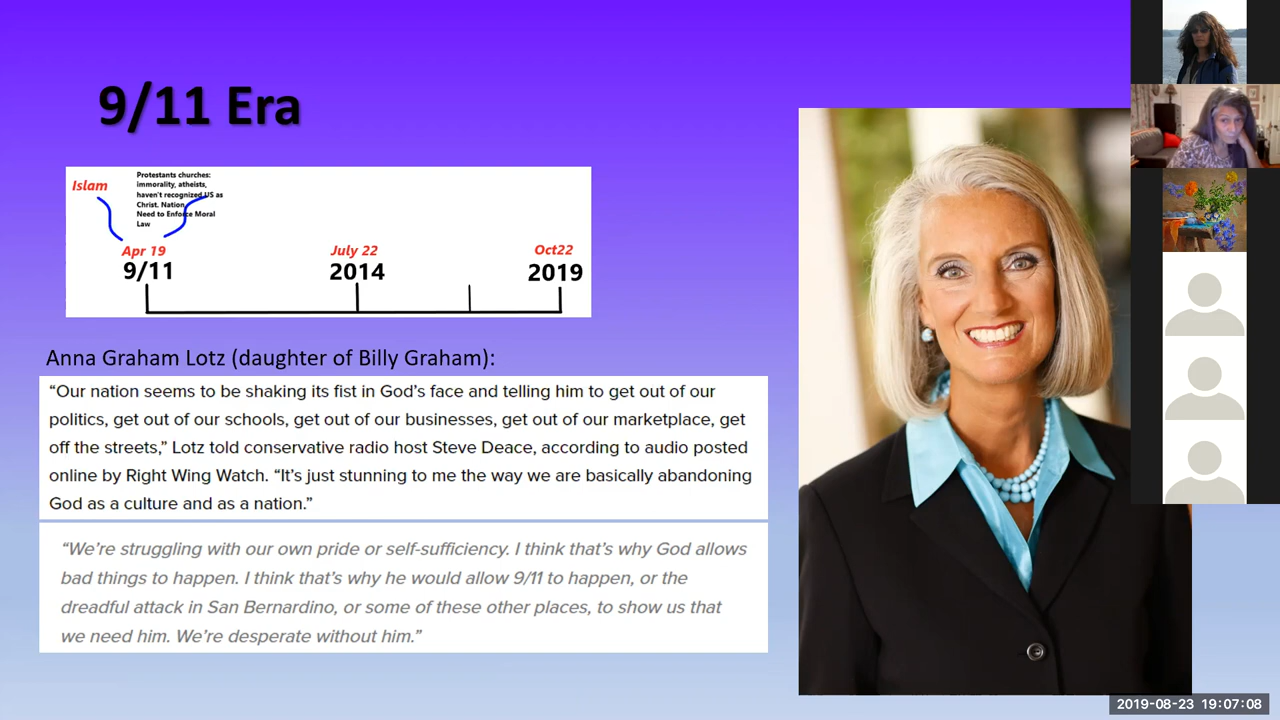 9/11 Era
Islam
Protestants churches:
immorality, atheists,
haven't recognized US as
Christ. Nation,
Need to Enforce Moral
Law
Apr 19
9/11
July 22
2014
Oct22
2019
Anna Graham Lotz (daughter of Billy Graham):
“Our nation seems to be shaking its fist in God’s face and telling him to get out of our
politics, get out of our schools, get out of our businesses, get out of our marketplace, get
off the streets,” Lotz told conservative radio host Steve Deace, according to audio posted
online by Right Wing Watch. “It’s just stunning to me the way we are basically abandoning
God as a culture and as a nation.”
“We’re struggling with our own pride or self-sufficiency. I think that’s why God allows
bad things to happen. I think that’s why he would allow 9/11 to happen, or the
dreadful attack in San Bernardino, or some of these other places, to show us that
we need him. We’re desperate without him.”
2019-08-23 19:07:08